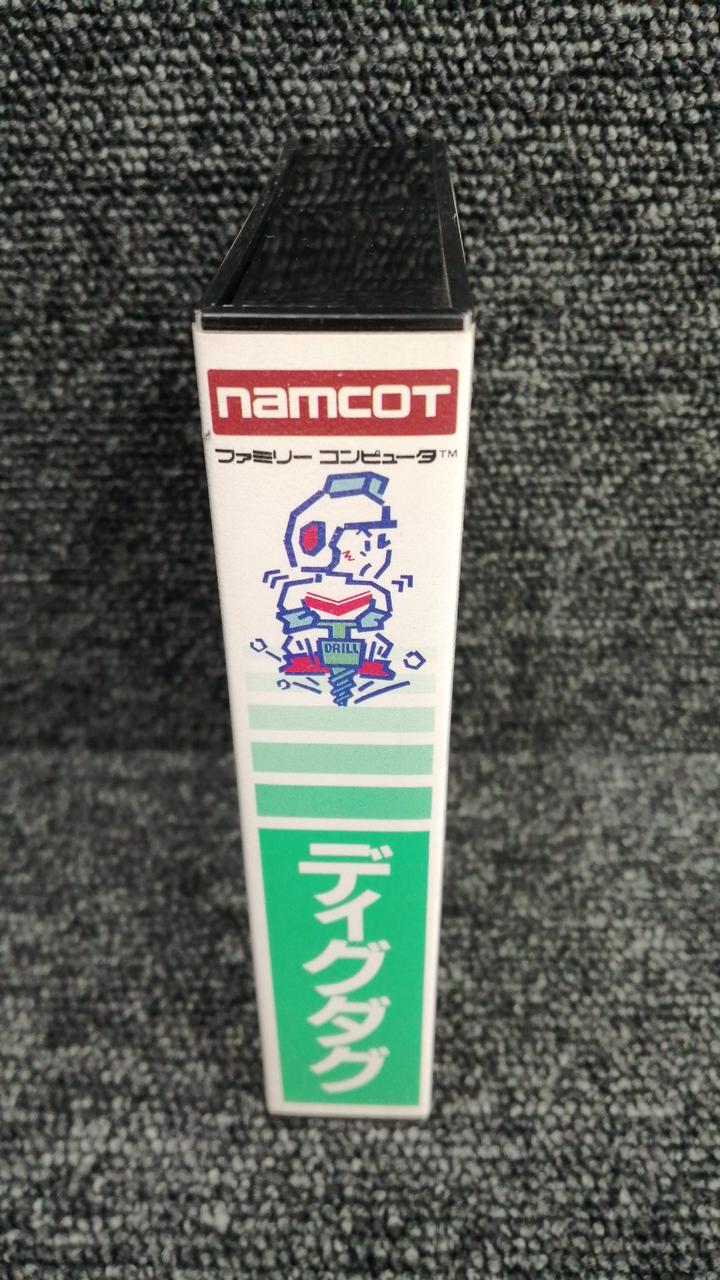 namcot
ファミリー コンピュータ™
DRILL
ディグダグ